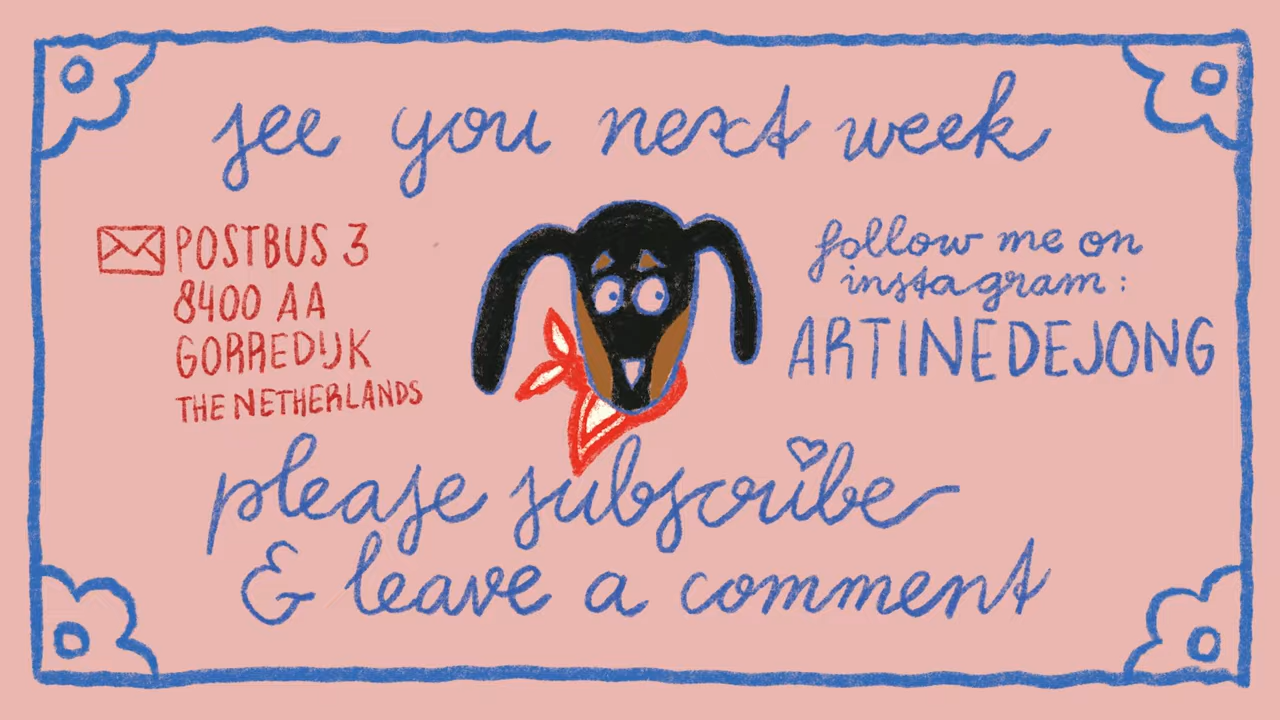 see you next week
POSTBUS 3
8400 AA
GORREDIJK
THE NETHERLANDS
follow me on
instagram:
ARTINEDEJONG
please subscribe
& leave a comment